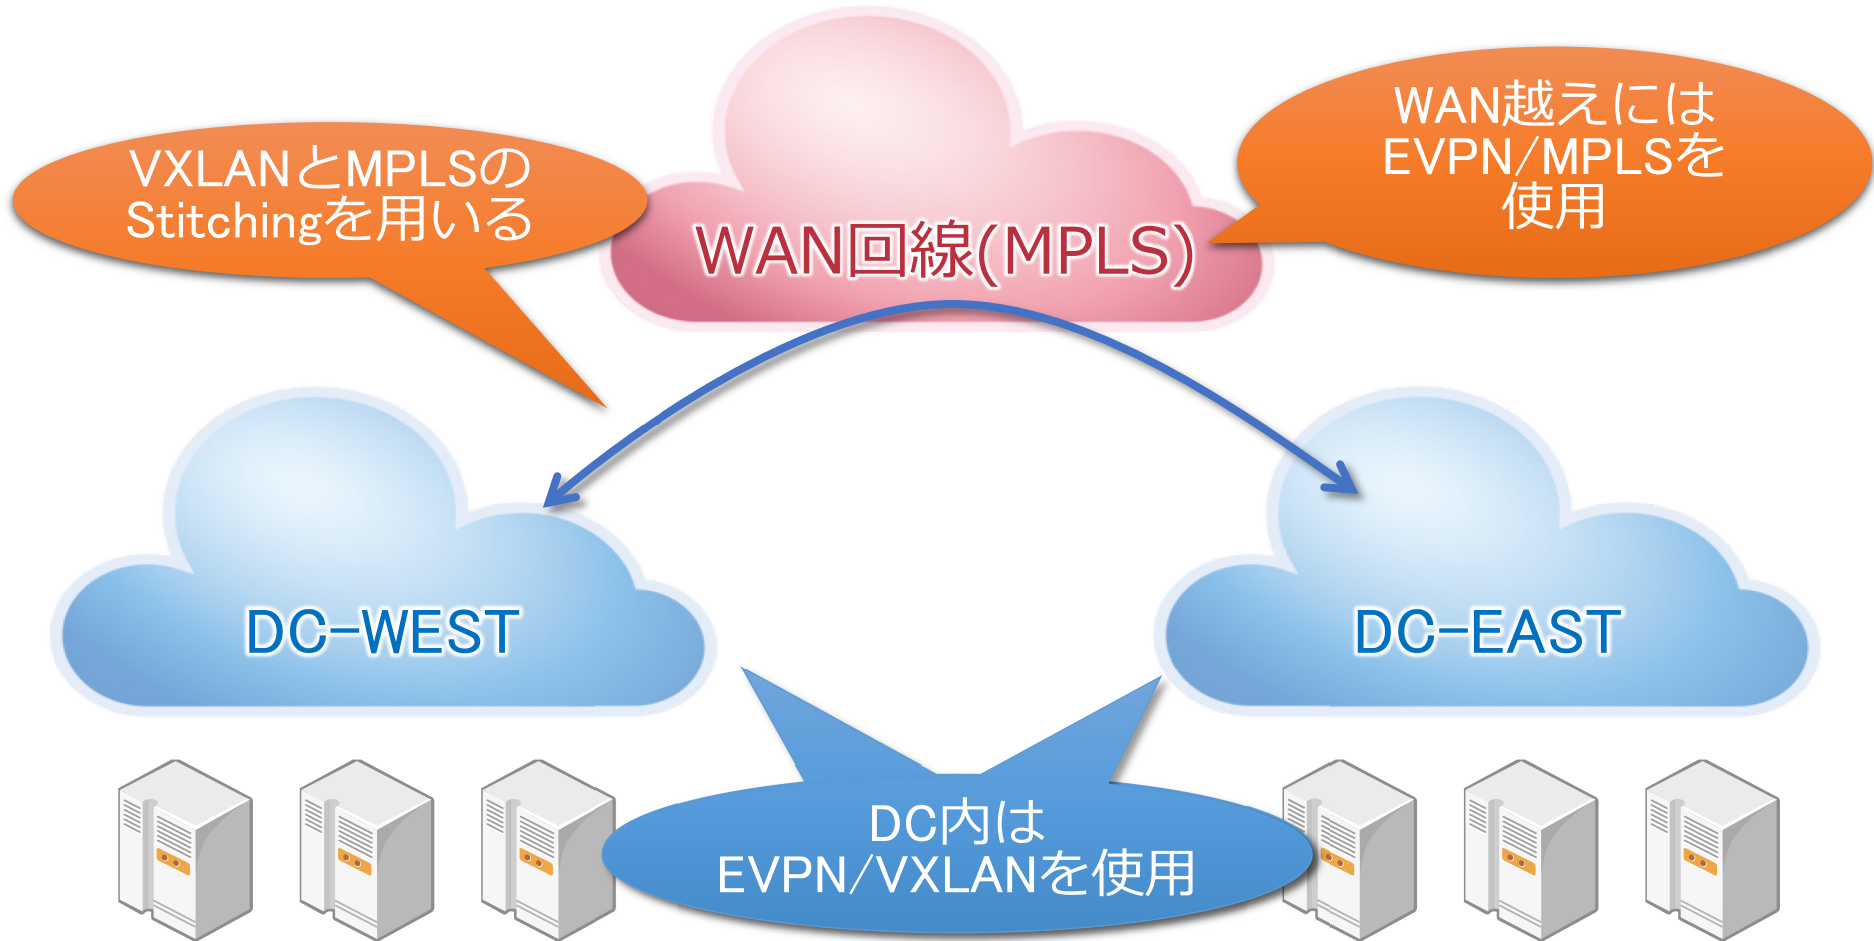 VXLANとMPLSの
Stitchingを用いる
WAN越えには
EVPN/MPLSを
使用
WAN回線(MPLS)
DC-WEST
DC-EAST
DC内は
EVPN/VXLANを使用